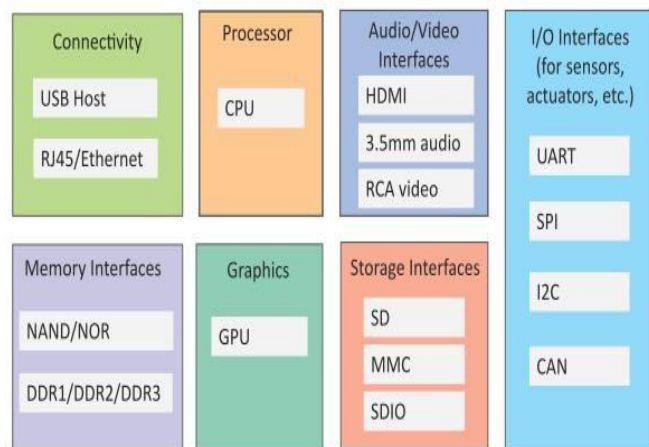 Connectivity
USB Host
RJ45/Ethernet
Processor
CPU
Audio/Video
Interfaces
HDMI
3.5mm audio
RCA video
I/O Interfaces
(for sensors,
actuators, etc.)
UART
SPI
I2C
CAN
Memory Interfaces
NAND/NOR
DDR1/DDR2/DDR3
Graphics
GPU
Storage Interfaces
SD
MMC
SDIO